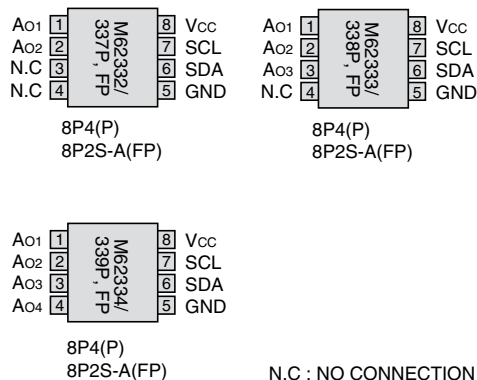 AO1 1 M62332/ 337P, FP 8 VCC
AO2 2 7 SCL
N.C 3 6 SDA
N.C 4 5 GND
8P4(P)
8P2S-A(FP)
AO1 1 M62333/ 338P, FP 8 VCC
AO2 2 7 SCL
AO3 3 6 SDA
N.C 4 5 GND
8P4(P)
8P2S-A(FP)
AO1 1 M62334/ 339P, FP 8 VCC
AO2 2 7 SCL
AO3 3 6 SDA
AO4 4 5 GND
8P4(P)
8P2S-A(FP)
N.C : NO CONNECTION